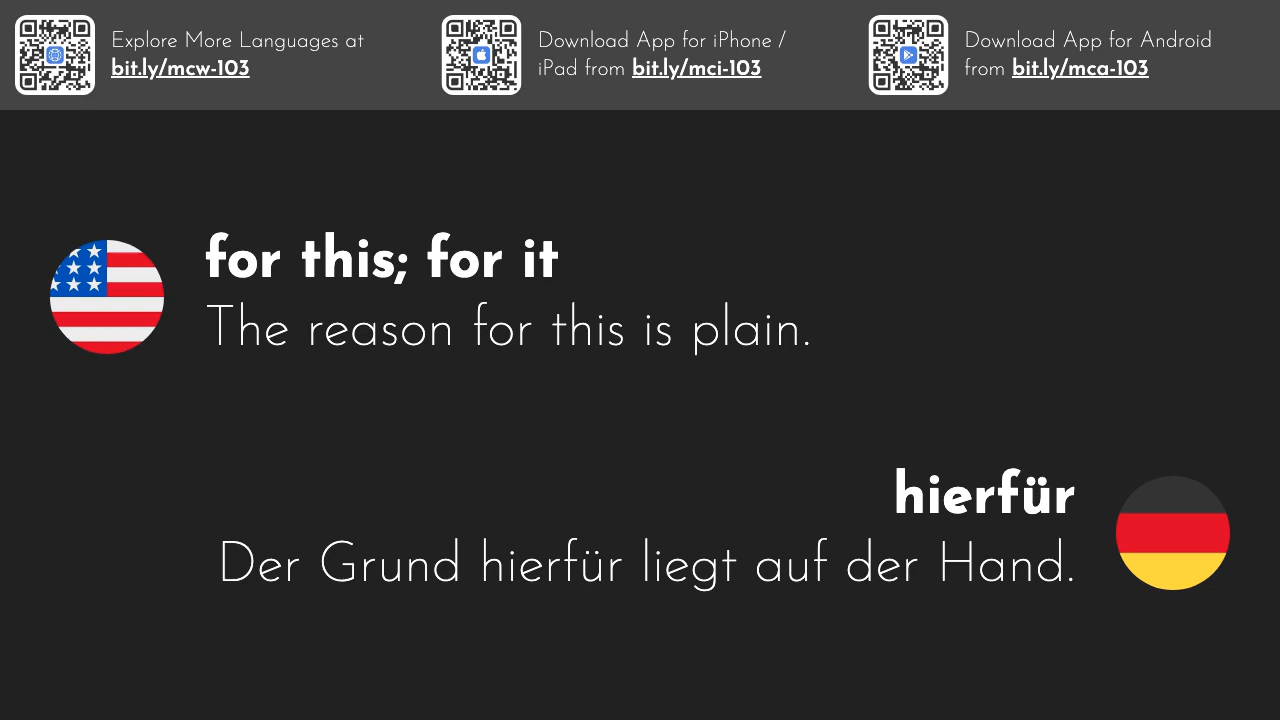 Explore More Languages at
bit.ly/mcw-103
Download App for iPhone /
iPad from bit.ly/mci-103
Download App for Android
from bit.ly/mca-103
for this; for it
The reason for this is plain.
hierfür
Der Grund hierfür liegt auf der Hand.